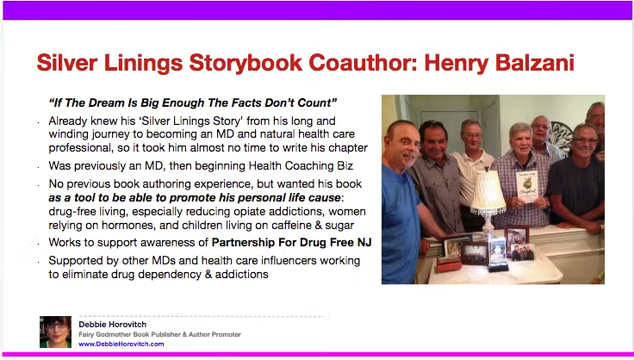 Silver Linings Storybook Coauthor: Henry Balzani
“If The Dream Is Big Enough The Facts Don’t Count”
· Already knew his ‘Silver Linings Story’ from his long and
winding journey to becoming an MD and natural health care
professional, so it took him almost no time to write his chapter
· Was previously an MD, then beginning Health Coaching Biz
· No previous book authoring experience, but wanted his book
as a tool to be able to promote his personal life cause:
drug-free living, especially reducing opiate addictions, women
relying on hormones, and children living on caffeine & sugar
· Works to support awareness of Partnership For Drug Free NJ
· Supported by other MDs and health care influencers working
to eliminate drug dependency & addictions
Debbie Horovitch
Fairy Godmother Book Publisher & Author Promoter
www.DebbieHorovitch.com